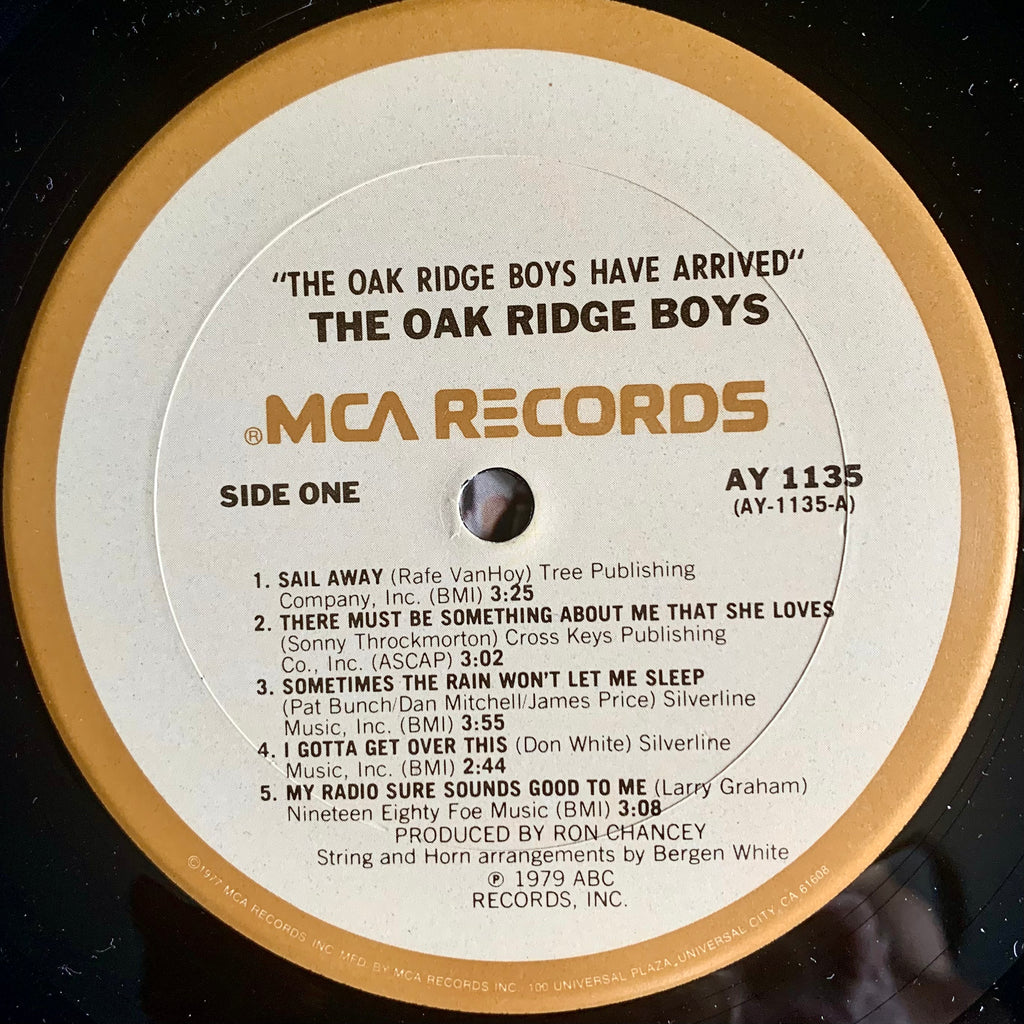 "THE OAK RIDGE BOYS HAVE ARRIVED"
THE OAK RIDGE BOYS
®MCA RECORDS
SIDE ONE
AY 1135
(AY-1135-A)
1. SAIL AWAY (Rafe VanHoy) Tree Publishing
Company, Inc. (BMI) 3:25
2. THERE MUST BE SOMETHING ABOUT ME THAT SHE LOVES
(Sonny Throckmorton) Cross Keys Publishing
Co., Inc. (ASCAP) 3:02
3. SOMETIMES THE RAIN WON'T LET ME SLEEP
(Pat Bunch/Dan Mitchell/James Price) Silverline
Music, Inc. (BMI) 3:55
4. I GOTTA GET OVER THIS (Don White) Silverline
Music, Inc. (BMI) 2:44
5. MY RADIO SURE SOUNDS GOOD TO ME (Larry Graham)
Nineteen Eighty Foe Music (BMI) 3:08
PRODUCED BY RON CHANCEY
String and Horn arrangements by Bergen White
℗ 1979 ABC
RECORDS, INC.
©1977 MCA RECORDS INC. MFD. BY MCA RECORDS INC. 100 UNIVERSAL PLAZA, UNIVERSAL CITY, CA 61608